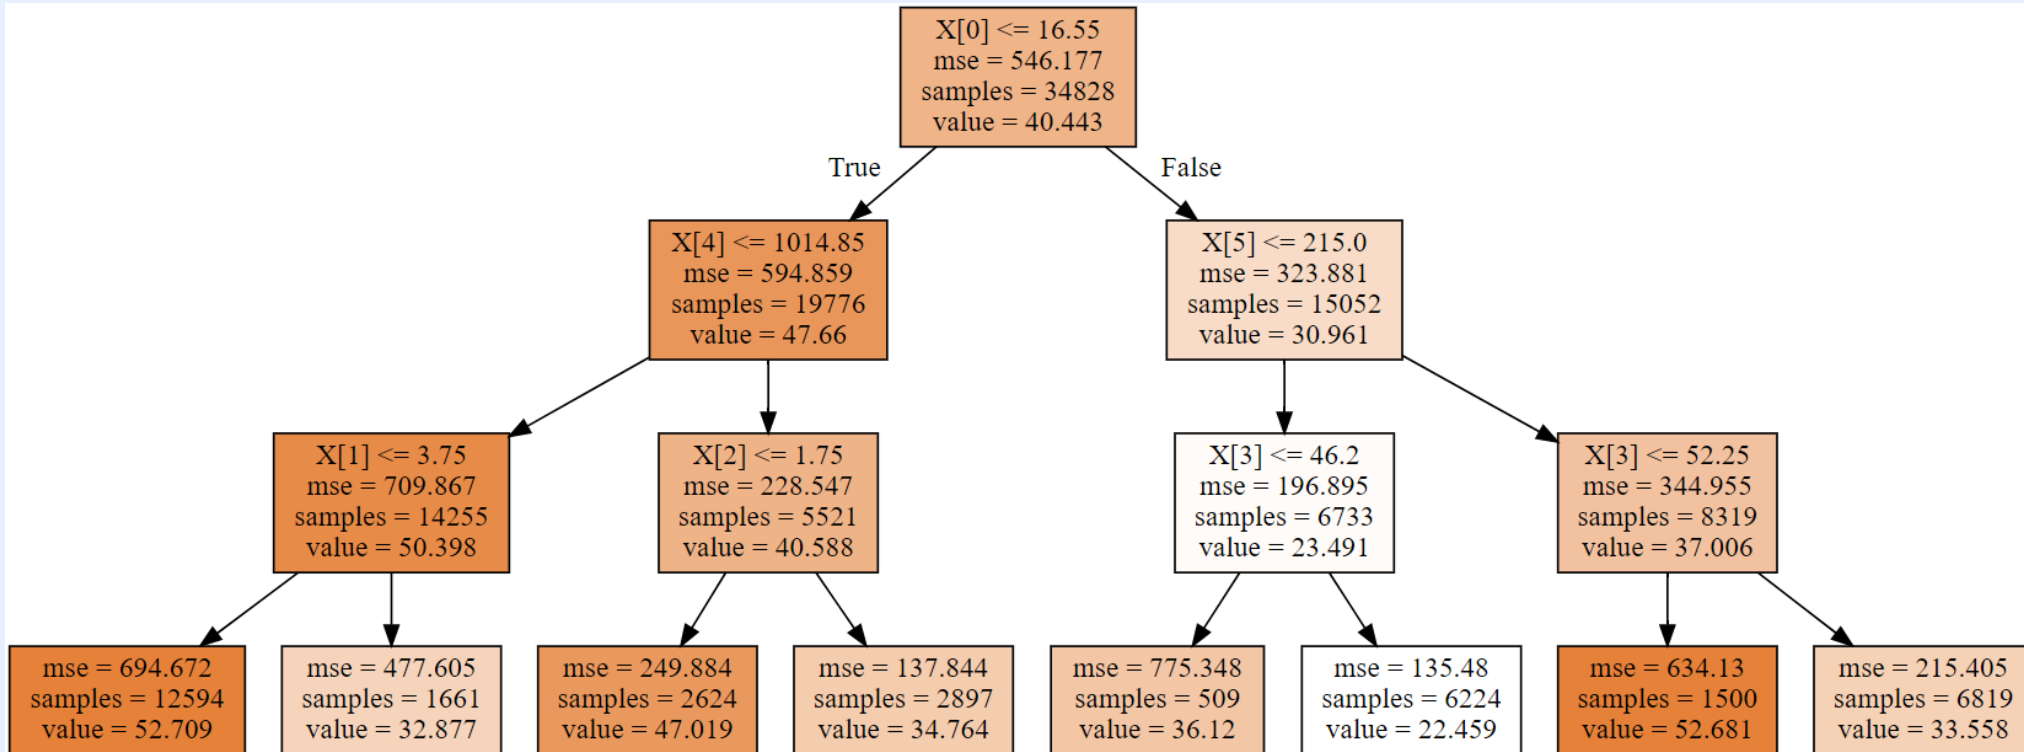 X[0] <= 16.55
mse = 546.177
samples = 34828
value = 40.443
True
False
X[4] <= 1014.85
mse = 594.859
samples = 19776
value = 47.66
X[5] <= 215.0
mse = 323.881
samples = 15052
value = 30.961
X[1] <= 3.75
mse = 709.867
samples = 14255
value = 50.398
X[2] <= 1.75
mse = 228.547
samples = 5521
value = 40.588
X[3] <= 46.2
mse = 196.895
samples = 6733
value = 23.491
X[3] <= 52.25
mse = 344.955
samples = 8319
value = 37.006
mse = 694.672
samples = 12594
value = 52.709
mse = 477.605
samples = 1661
value = 32.877
mse = 249.884
samples = 2624
value = 47.019
mse = 137.844
samples = 2897
value = 34.764
mse = 775.348
samples = 509
value = 36.12
mse = 135.48
samples = 6224
value = 22.459
mse = 634.13
samples = 1500
value = 52.681
mse = 215.405
samples = 6819
value = 33.558